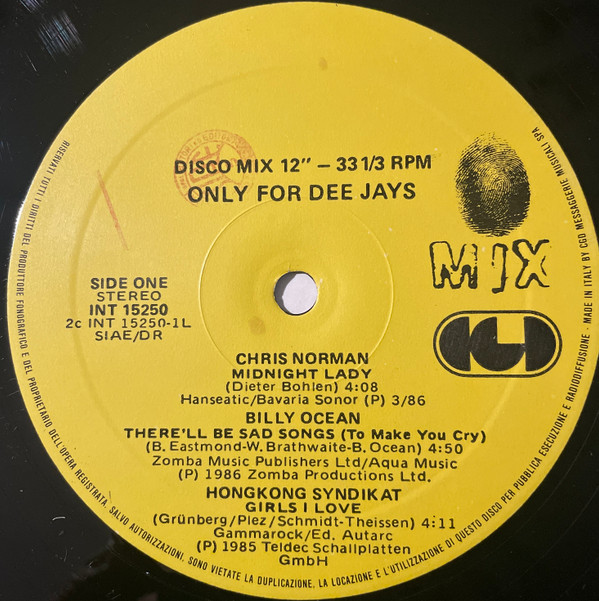 DISCO MIX 12" – 33 1/3 RPM
ONLY FOR DEE JAYS
MIX
CGD
SIDE ONE
STEREO
INT 15250
2c INT 15250-1L
SIAE/DR
CHRIS NORMAN
MIDNIGHT LADY
(Dieter Bohlen) 4:08
Hanseatic/Bavaria Sonor (P) 3/86
BILLY OCEAN
THERE'LL BE SAD SONGS (To Make You Cry)
(B. Eastmond-W. Brathwaite-B. Ocean) 4:50
Zomba Music Publishers Ltd/Aqua Music
(P) 1986 Zomba Productions Ltd.
HONGKONG SYNDIKAT
GIRLS I LOVE
(Grünberg/Plez/Schmidt-Theissen) 4:11
Gammarock/Ed. Autarc
(P) 1985 Teldec Schallplatten
GmbH
RISERVATI TUTTI I DIRITTI DEL PRODUTTORE FONOGRAFICO E DEL PROPRIETARIO DELL'OPERA REGISTRATA. SALVO AUTORIZZAZIONI, SONO VIETATE LA DUPLICAZIONE, LA LOCAZIONE E L'UTILIZZAZIONE DI QUESTO DISCO PER PUBBLICA ESECUZIONE E RADIODIFFUSIONE - MADE IN ITALY BY CGD MESSAGGERIE MUSICALI SPA